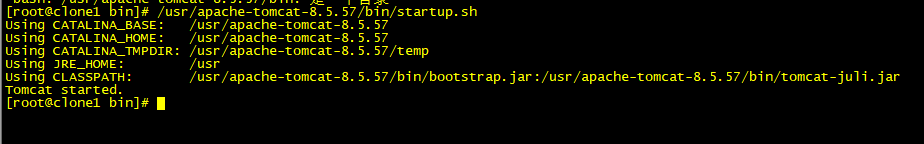 [root@clone1 bin]# /usr/apache-tomcat-8.5.57/bin/startup.sh
Using CATALINA_BASE:   /usr/apache-tomcat-8.5.57
Using CATALINA_HOME:   /usr/apache-tomcat-8.5.57
Using CATALINA_TMPDIR: /usr/apache-tomcat-8.5.57/temp
Using JRE_HOME:        /usr
Using CLASSPATH:       /usr/apache-tomcat-8.5.57/bin/bootstrap.jar:/usr/apache-tomcat-8.5.57/bin/tomcat-juli.jar
Tomcat started.
[root@clone1 bin]#